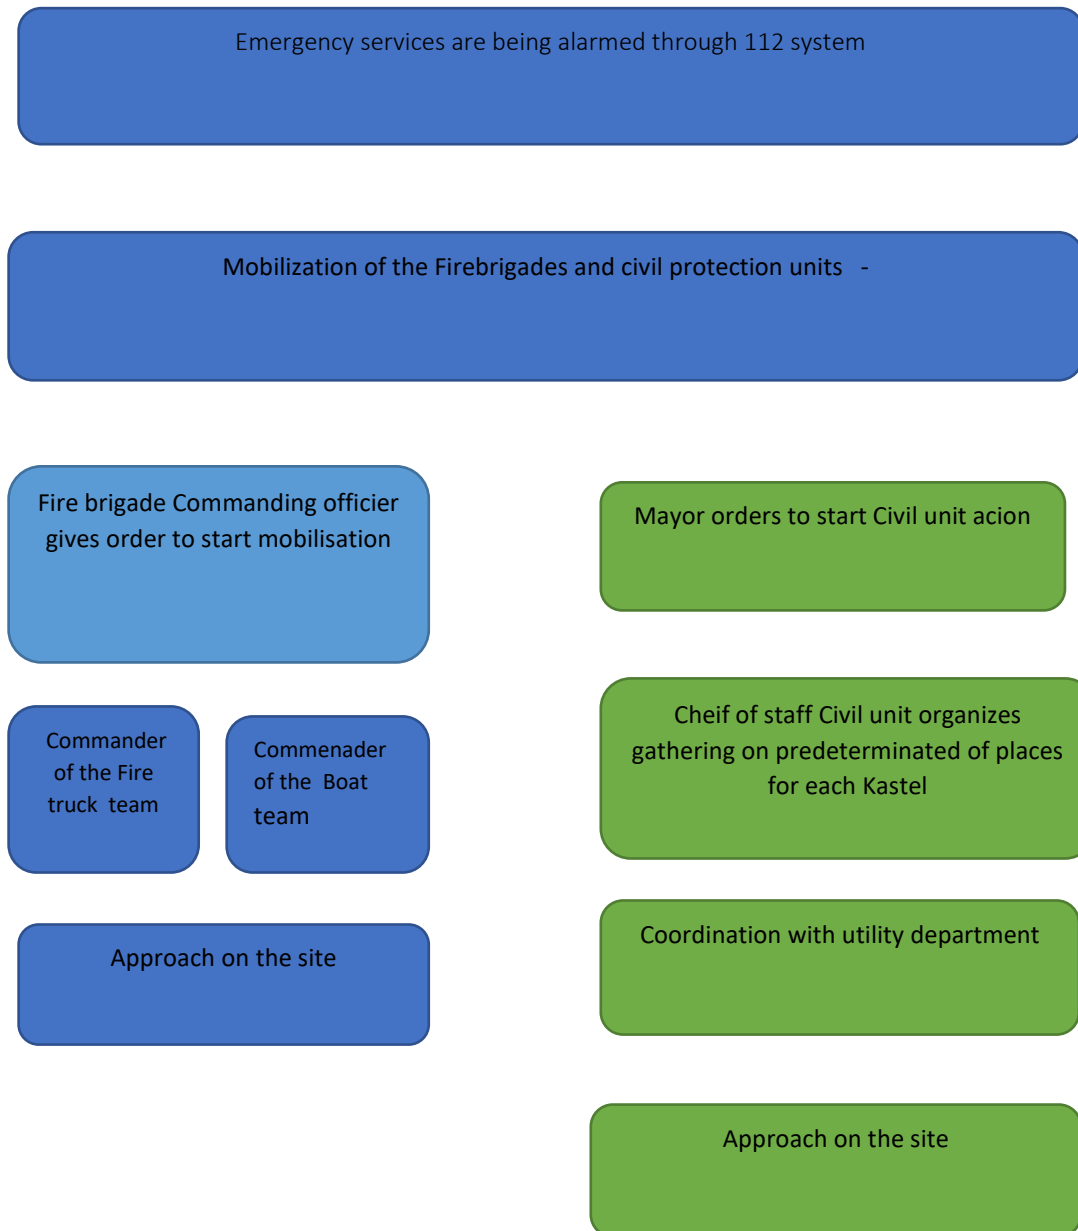 Emergency services are being alarmed through 112 system
Mobilization of the Firebrigades and civil protection units -
Fire brigade Commanding officier
gives order to start mobilisation
Mayor orders to start Civil unit acion
Commander
of the Fire
truck team
Commenader
of the Boat
team
Cheif of staff Civil unit organizes
gathering on predeterminated of places
for each Kastel
Approach on the site
Coordination with utility department
Approach on the site